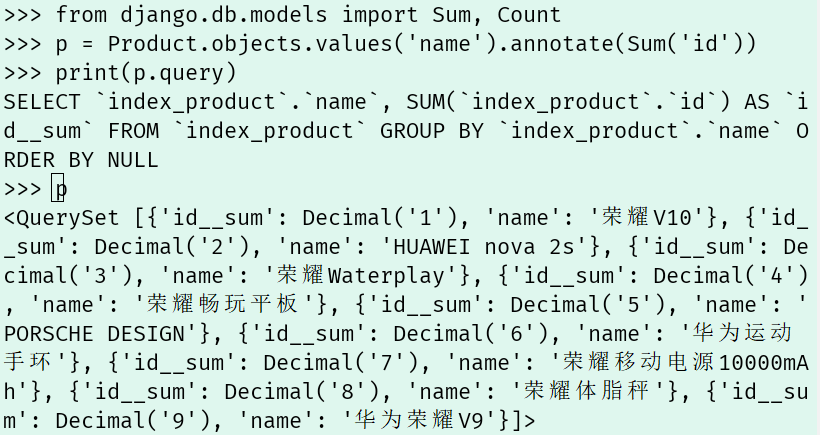 >>> from django.db.models import Sum, Count
>>> p = Product.objects.values('name').annotate(Sum('id'))
>>> print(p.query)
SELECT `index_product`.`name`, SUM(`index_product`.`id`) AS `i
d__sum` FROM `index_product` GROUP BY `index_product`.`name` O
RDER BY NULL
>>> p
<QuerySet [{'id__sum': Decimal('1'), 'name': '荣耀V10'}, {'id_
_sum': Decimal('2'), 'name': 'HUAWEI nova 2s'}, {'id__sum': De
cimal('3'), 'name': '荣耀Waterplay'}, {'id__sum': Decimal('4')
, 'name': '荣耀畅玩平板'}, {'id__sum': Decimal('5'), 'name': '
PORSCHE DESIGN'}, {'id__sum': Decimal('6'), 'name': '华为运动
手环'}, {'id__sum': Decimal('7'), 'name': '荣耀移动电源10000mA
h'}, {'id__sum': Decimal('8'), 'name': '荣耀体脂秤'}, {'id__su
m': Decimal('9'), 'name': '华为荣耀V9'}]>